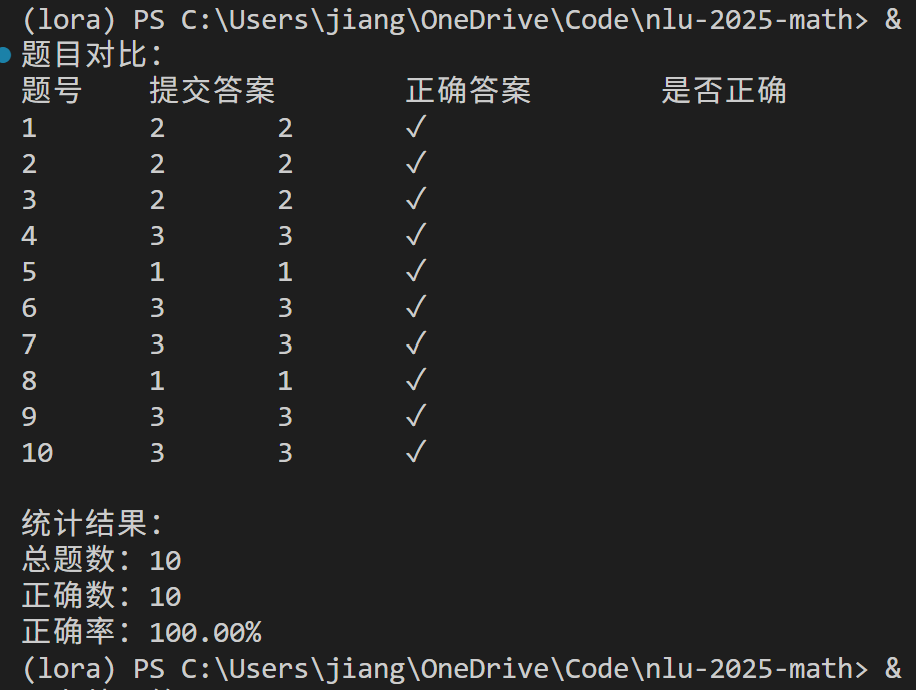 (lora) PS C:\Users\jiang\OneDrive\Code\nlu-2025-math> &
题目对比：
题号 提交答案 正确答案 是否正确
1 2 2 ✓
2 2 2 ✓
3 2 2 ✓
4 3 3 ✓
5 1 1 ✓
6 3 3 ✓
7 3 3 ✓
8 1 1 ✓
9 3 3 ✓
10 3 3 ✓
统计结果：
总题数：10
正确数：10
正确率：100.00%
(lora) PS C:\Users\jiang\OneDrive\Code\nlu-2025-math> &